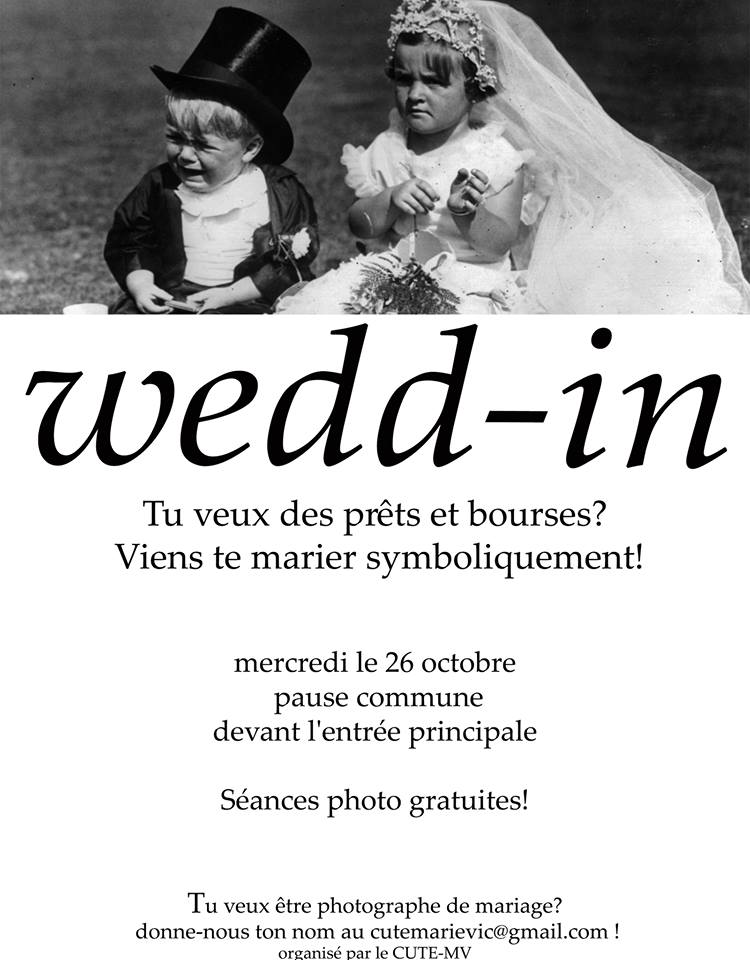 wedd-in
Tu veux des prêts et bourses?
Viens te marier symboliquement!
mercredi le 26 octobre
pause commune
devant l'entrée principale
Séances photo gratuites!
Tu veux être photographe de mariage?
donne-nous ton nom au cutemarievic@gmail.com !
organisé par le CUTE-MV